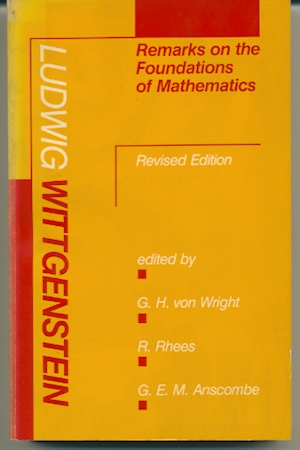 LUDWIG WITTGENSTEIN
Remarks on the
Foundations
of Mathematics
Revised Edition
edited by
G. H. von Wright
R. Rhees
G. E. M. Anscombe